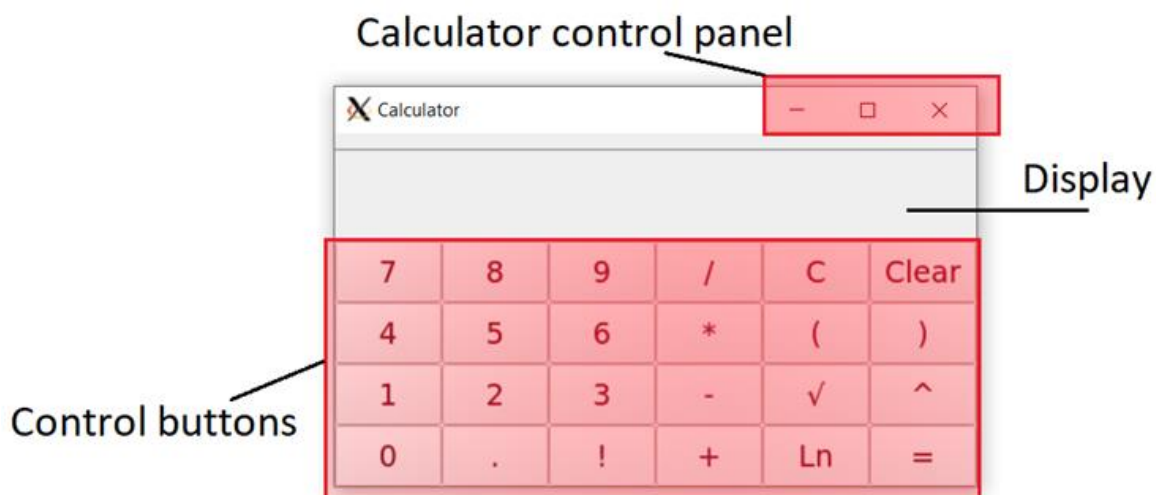 Calculator control panel
Calculator
Display
7 8 9 / C Clear
4 5 6 * ( )
1 2 3 - √ ^
Control buttons
0 . ! + Ln =